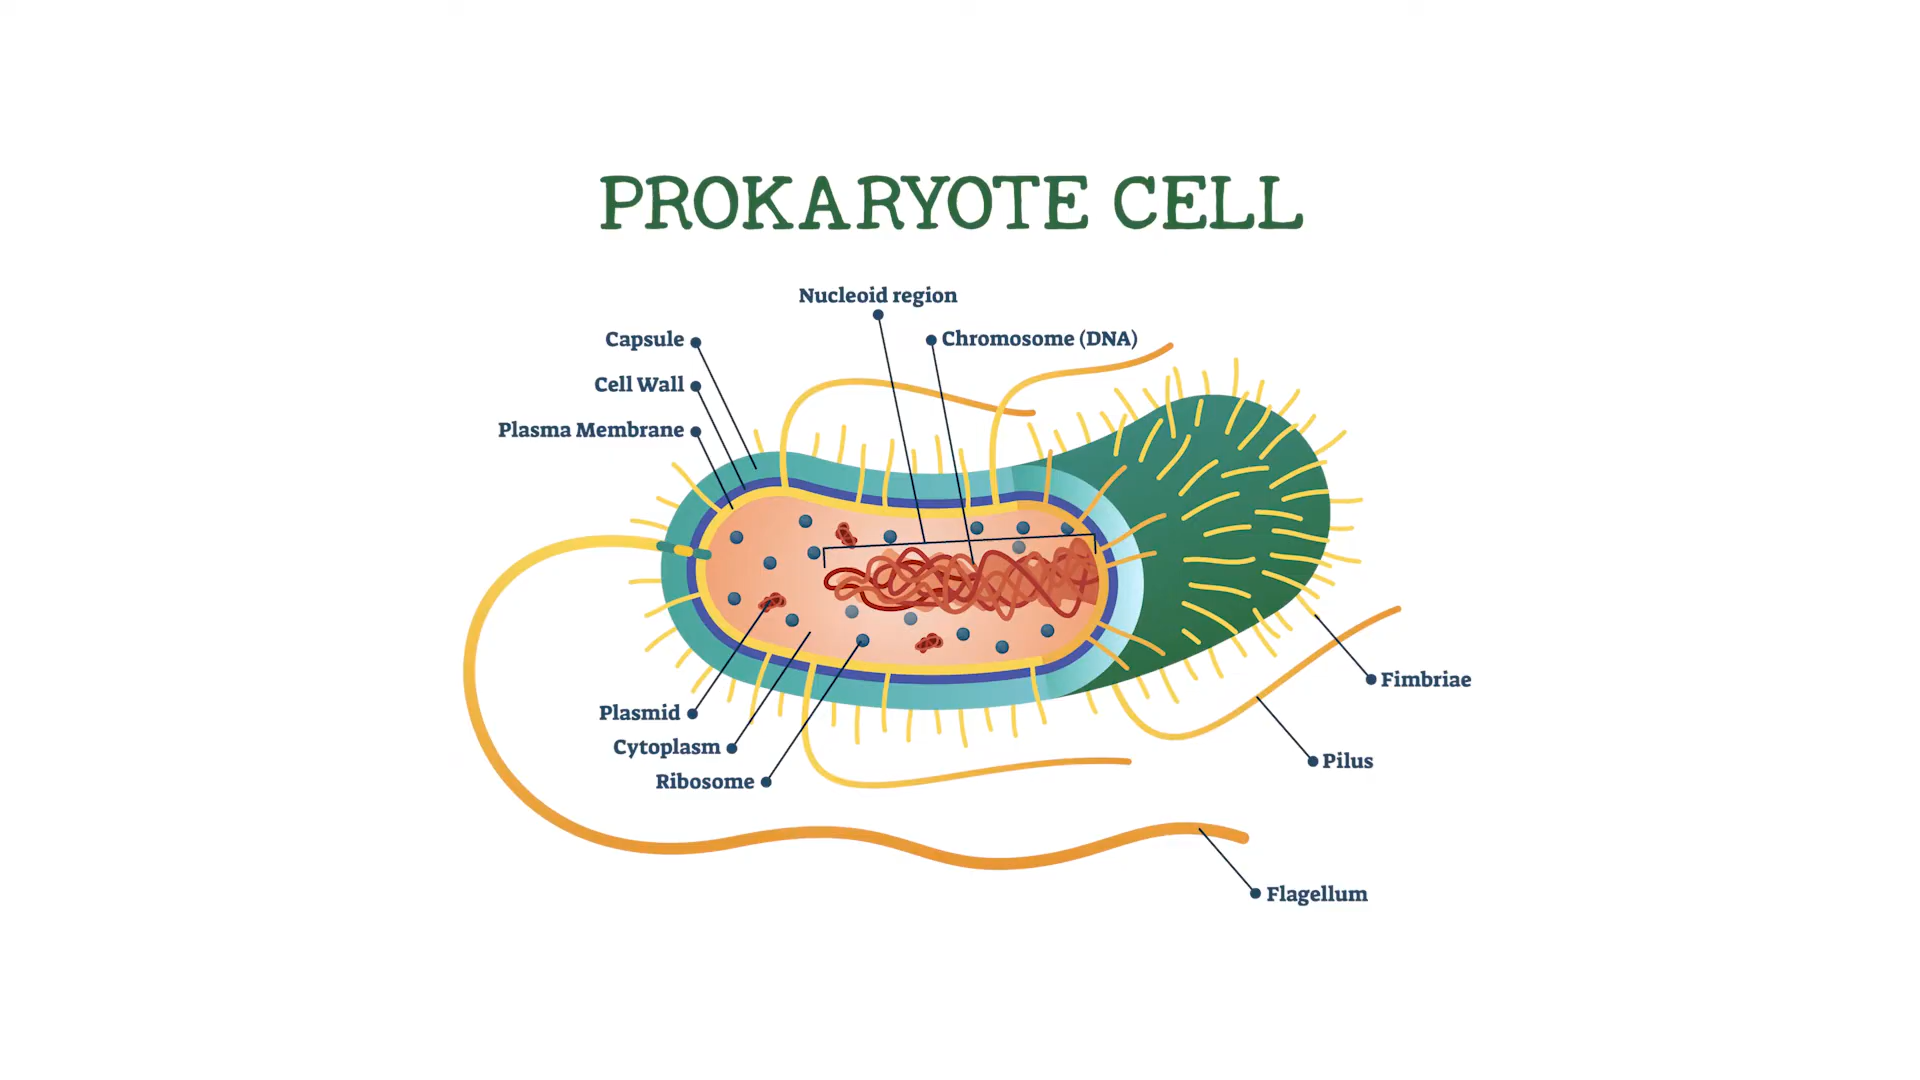 PROKARYOTE CELL
Nucleoid region
Capsule
Chromosome (DNA)
Cell Wall
Plasma Membrane
Fimbriae
Plasmid
Cytoplasm
Pilus
Ribosome
Flagellum